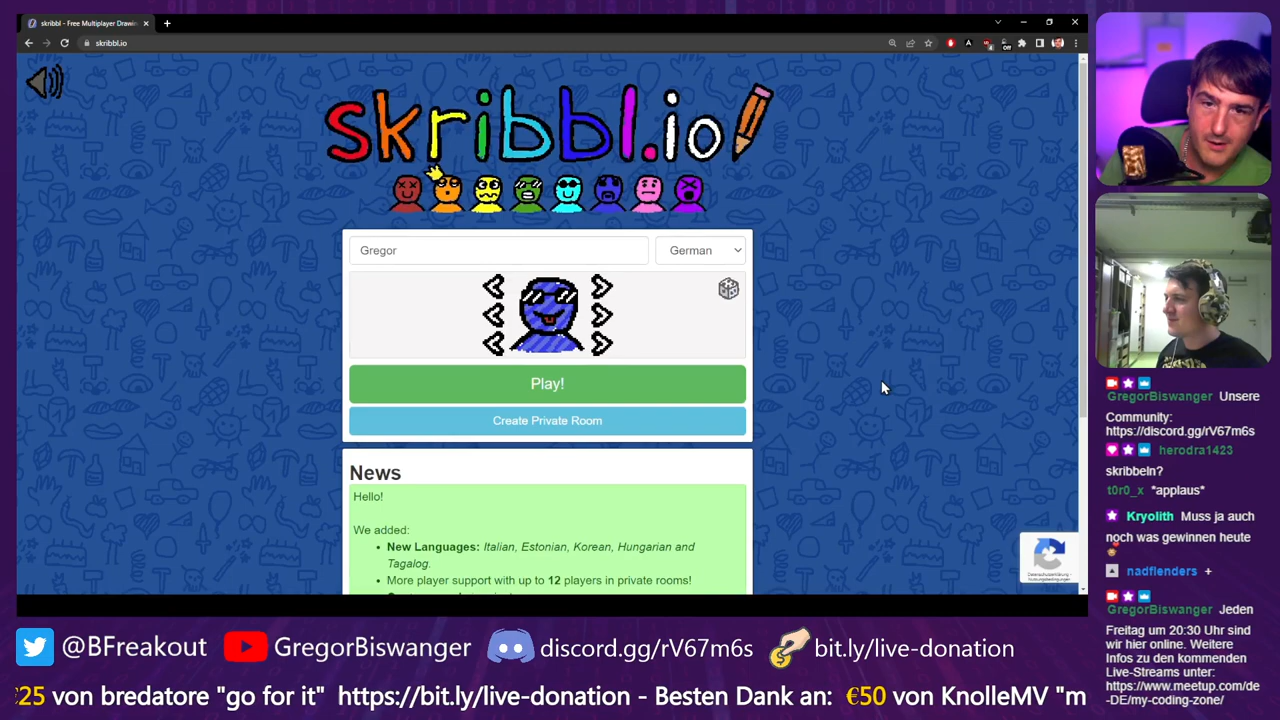 skribbl - Free Multiplayer Drawin
skribbl.io
skribbl.io
Gregor
German
Play!
Create Private Room
News
Hello!
We added:
New Languages: Italian, Estonian, Korean, Hungarian and
Tagalog.
More player support with up to 12 players in private rooms!
GregorBiswanger Unsere
Community:
https://discord.gg/rV67m6s
herodra1423
skribbeln?
t0r0_x *applaus*
Kryolith Muss ja auch
noch was gewinnen heute
nadflenders +
GregorBiswanger Jeden
Freitag um 20:30 Uhr sind
wir hier online. Weitere
Infos zu den kommenden
Live-Streams unter:
https://www.meetup.com/de
-DE/my-coding-zone/
@BFreakout
GregorBiswanger
discord.gg/rV67m6s
bit.ly/live-donation
€25 von bredatore "go for it" https://bit.ly/live-donation - Besten Dank an: €50 von KnolleMV "m